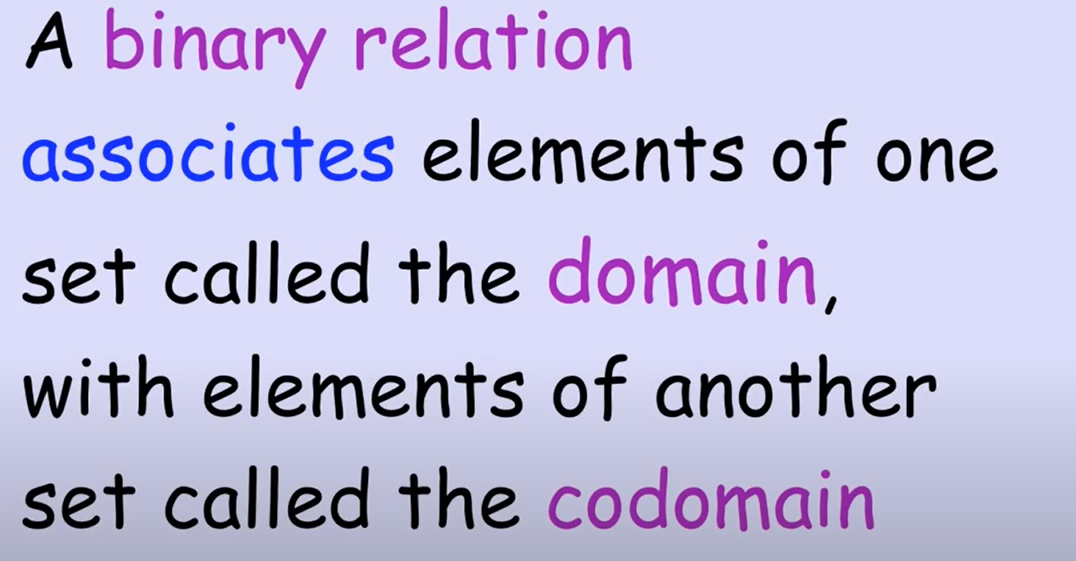 A binary relation
associates elements of one
set called the domain,
with elements of another
set called the codomain